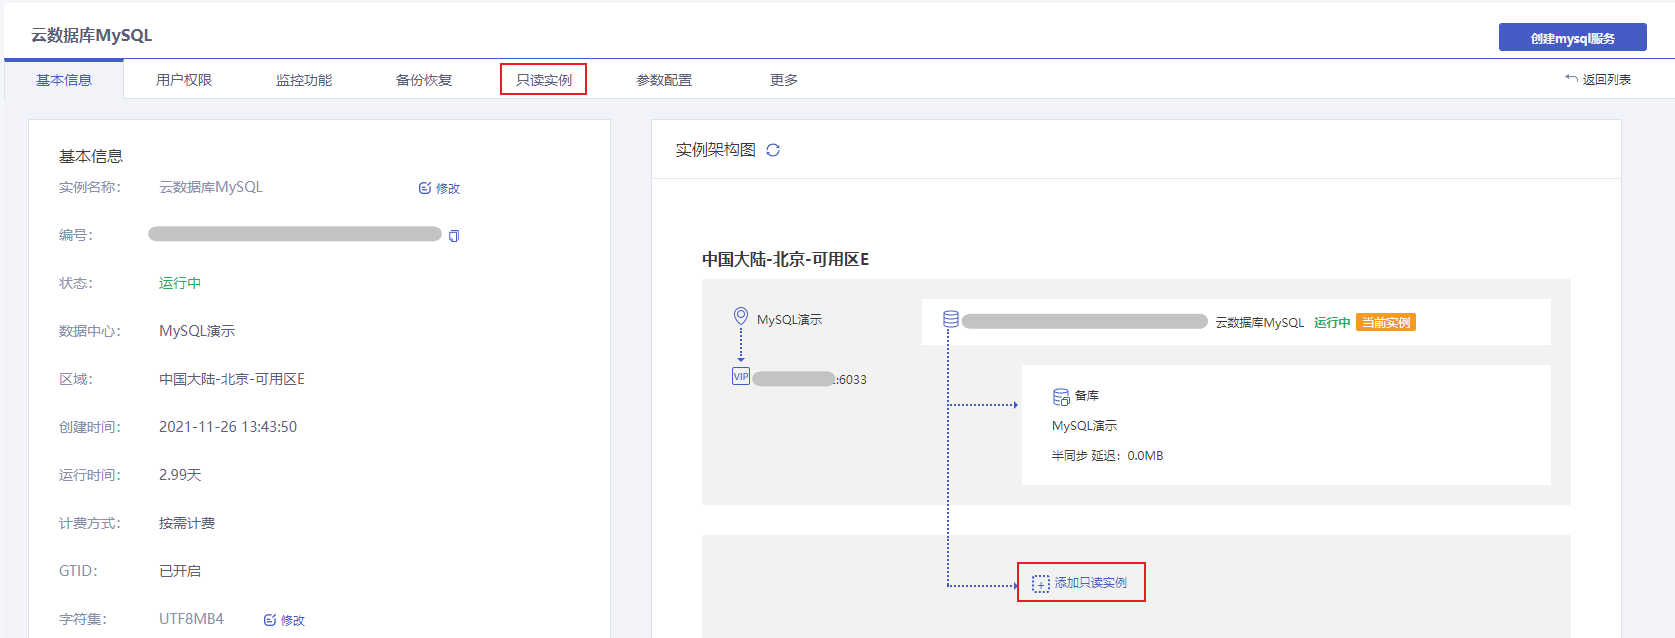 云数据库MySQL
创建mysql服务
基本信息 用户权限 监控功能 备份恢复 只读实例 参数配置 更多 返回列表
基本信息
实例名称： 云数据库MySQL 修改
编号：
状态： 运行中
数据中心： MySQL演示
区域： 中国大陆-北京-可用区E
创建时间： 2021-11-26 13:43:50
运行时间： 2.99天
计费方式： 按需计费
GTID： 已开启
字符集： UTF8MB4 修改
实例架构图
中国大陆-北京-可用区E
MySQL演示
VIP :6033
云数据库MySQL 运行中 当前实例
备库
MySQL演示
半同步 延迟：0.0MB
添加只读实例